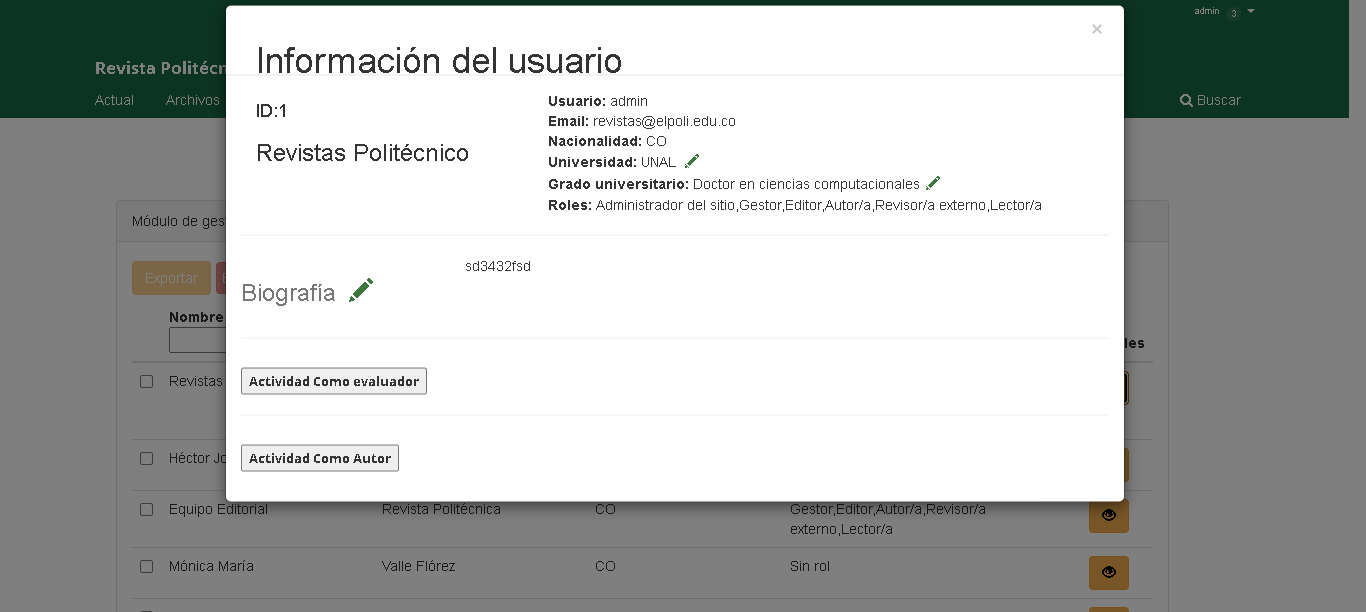 admin 3
×
Información del usuario
Revista Politécn
Actual Archivos
Buscar
ID:1
Revistas Politécnico
Usuario: admin
Email: revistas@elpoli.edu.co
Nacionalidad: CO
Universidad: UNAL
Grado universitario: Doctor en ciencias computacionales
Roles: Administrador del sitio,Gestor,Editor,Autor/a,Revisor/a externo,Lector/a
Módulo de ges
sd3432fsd
Exportar
Biografía
Nombre
les
Actividad Como evaluador
Revistas
Actividad Como Autor
Héctor Jo
Equipo Editorial Revista Politécnica CO Gestor,Editor,Autor/a,Revisor/a
externo,Lector/a
Mónica María Valle Flórez CO Sin rol